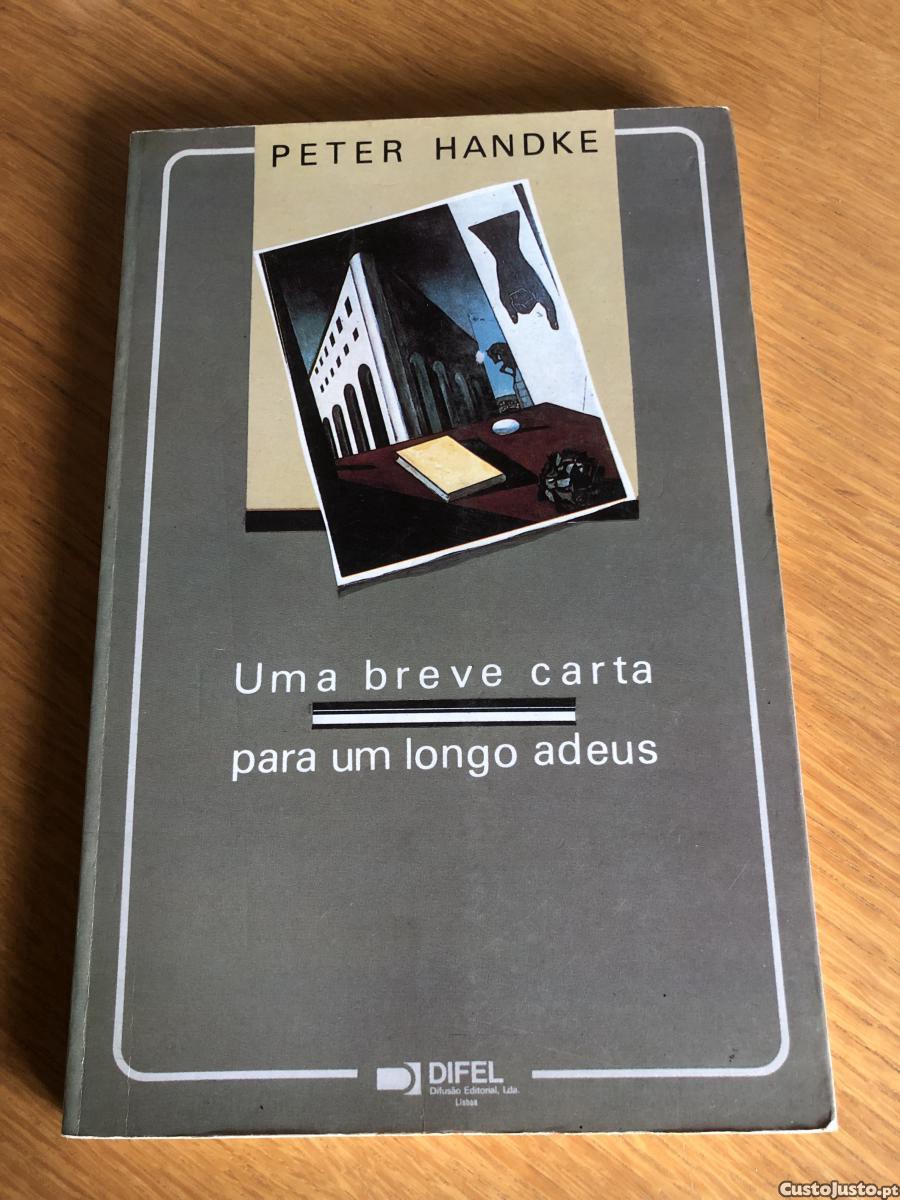 PETER HANDKE
Uma breve carta
para um longo adeus
DIFEL
Difusão Editorial, Lda.
Lisboa
CustoJusto.pt